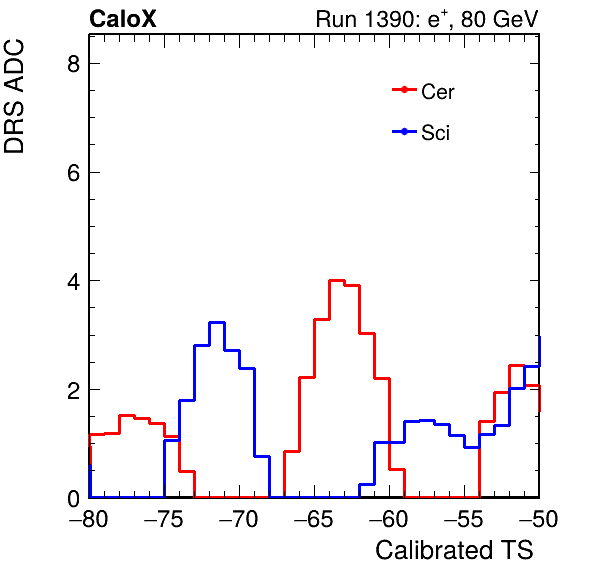 CaloX Run 1390: e⁺, 80 GeV
DRS ADC
8
6
4
2
0
Cer
Sci
−80 −75 −70 −65 −60 −55 −50
Calibrated TS